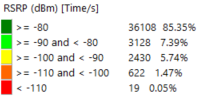 RSRP (dBm) [Time/s]
>= -80 36108 85.35%
>= -90 and < -80 3128 7.39%
>= -100 and < -90 2430 5.74%
>= -110 and < -100 622 1.47%
< -110 19 0.05%